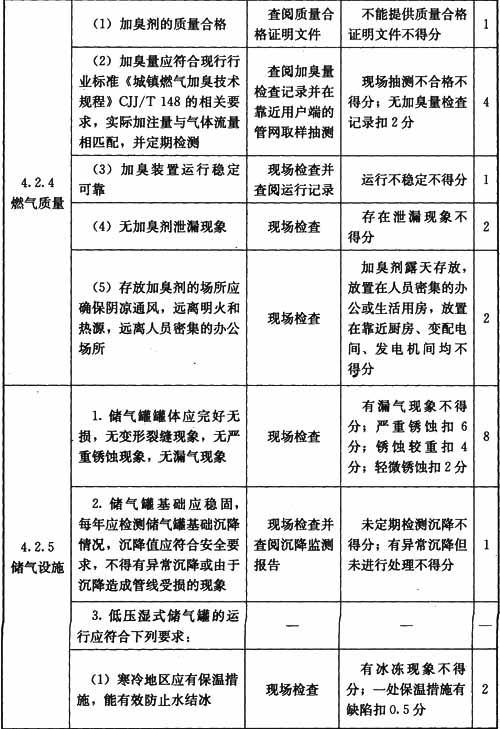 (1) 加臭剂的质量合格
查阅质量合
格证明文件
不能提供质量合格
证明文件不得分
1
(2) 加臭量应符合现行行
业标准《城镇燃气加臭技术
规程》CJJ/T 148 的相关要
求，实际加注量与气体流量
相匹配，并定期检测
查阅加臭量
检查记录并在
靠近用户端的
管网取样抽测
现场抽测不合格不
得分；无加臭量检查
记录扣 2 分
4
4.2.4
燃气质量
(3) 加臭装置运行稳定
可靠
现场检查并
查阅运行记录
运行不稳定不得分
1
(4) 无加臭剂泄漏现象
现场检查
存在泄漏现象不
得分
2
(5) 存放加臭剂的场所应
确保阴凉通风，远离明火和
热源，远离人员密集的办公
场所
现场检查
加臭剂露天存放，
放置在人员密集的办
公或生活用房，放置
在靠近厨房、变配电
间、发电机间均不
得分
2
1. 储气罐罐体应完好无
损，无变形裂缝现象，无严
重锈蚀现象，无漏气现象
现场检查
有漏气现象不得
分；严重锈蚀扣 6
分；锈蚀较重扣 4
分；轻微锈蚀扣 2 分
8
4.2.5
储气设施
2. 储气罐基础应稳固，
每年应检测储气罐基础沉降
情况，沉降值应符合安全要
求，不得有异常沉降或由于
沉降造成管线受损的现象
现场检查并
查阅沉降监测
报告
未定期检测沉降不
得分；有异常沉降但
未进行处理不得分
1
3. 低压湿式储气罐的运
行应符合下列要求：
—
—
—
(1) 寒冷地区应有保温措
施，能有效防止水结冰
现场检查
有冰冻现象不得
分；一处保温措施有
缺陷扣 0.5 分
2